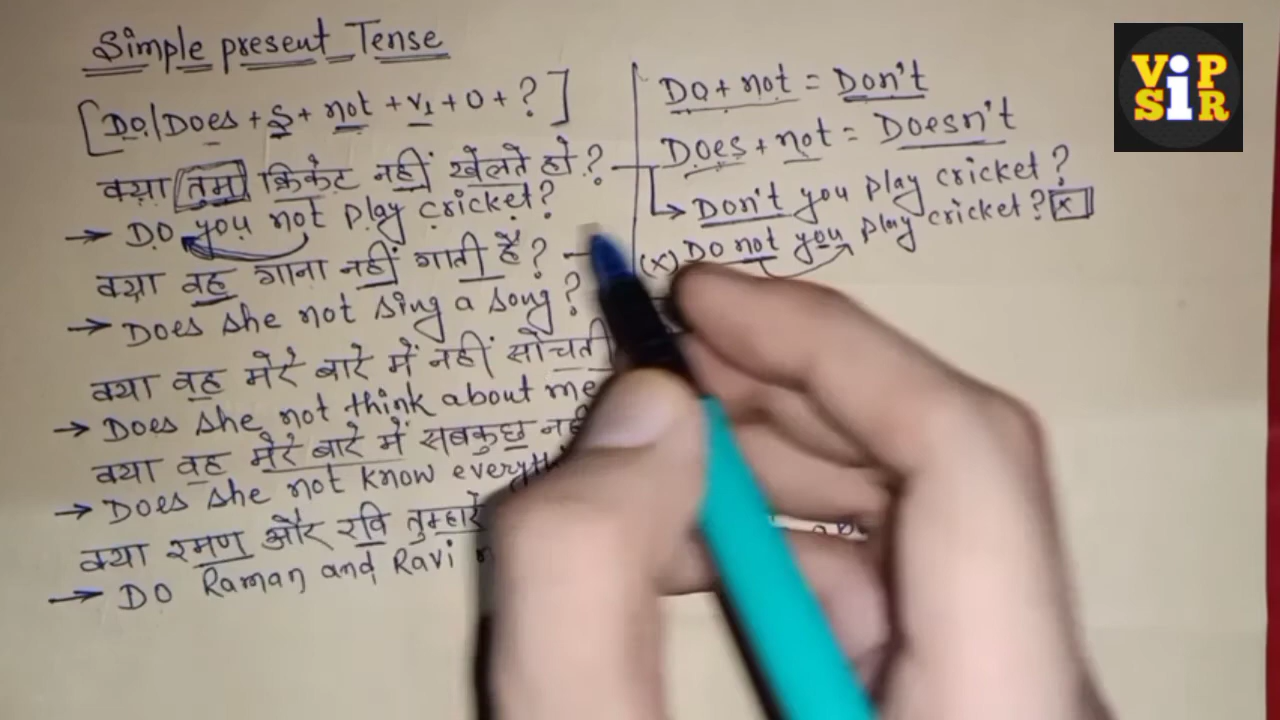 Simple present Tense
[Do/Does + S + not + V1 + O + ?]
क्या तुम क्रिकेट नहीं खेलते हो?
→ Do you not play cricket?
क्या वह गाना नहीं गाती है?
→ Does she not sing a song?
क्या वह मेरे बारे में नहीं सोचती
→ Does she not think about me
क्या वह मेरे बारे में सबकुछ
→ Does she not know
क्या रमण और रवि तुम्हारे
→ Do Raman and Ravi
Do + not = Don't
Does + not = Doesn't
→ Don't you play cricket?
(x) Do not you play cricket? [x]
ViP
SiR